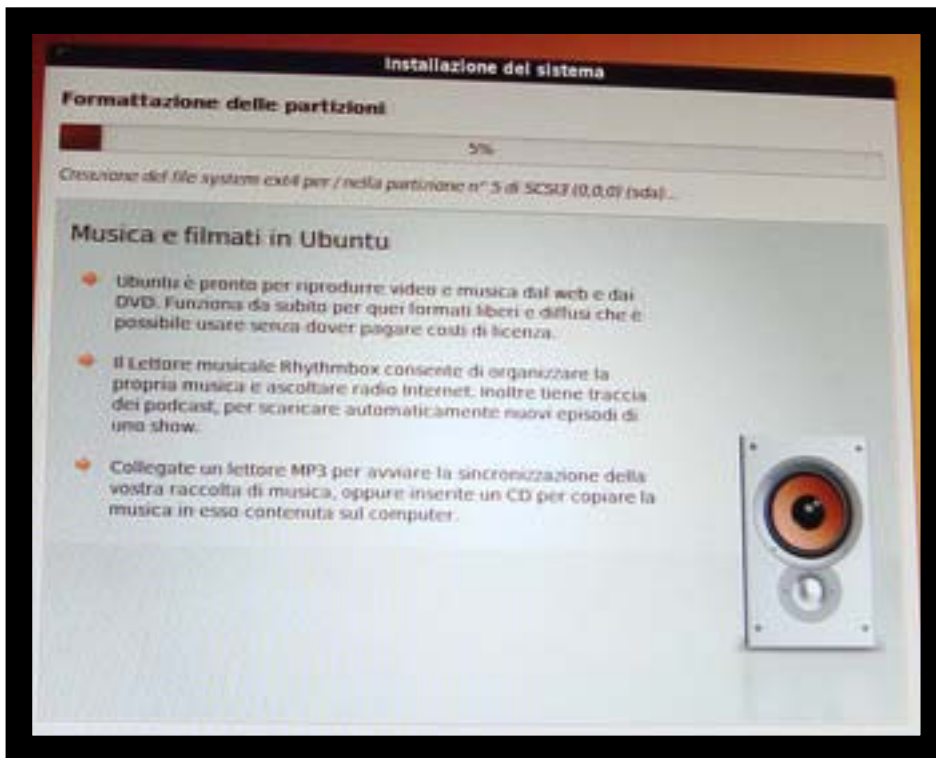 Installazione del sistema
Formattazione delle partizioni
5%
Creazione del file system ext4 per / nella partizione n° 5 di SCSI3 (0,0,0) (sda)...
Musica e filmati in Ubuntu
Ubuntu è pronto per riprodurre video e musica dal web e dai
DVD. Funziona da subito per quei formati liberi e diffusi che è
possibile usare senza dover pagare costi di licenza.
Il Lettore musicale Rhythmbox consente di organizzare la
propria musica e ascoltare radio Internet. Inoltre tiene traccia
dei podcast, per scaricare automaticamente nuovi episodi di
uno show.
Collegate un lettore MP3 per avviare la sincronizzazione della
vostra raccolta di musica, oppure inserite un CD per copiare la
musica in esso contenuta sul computer.